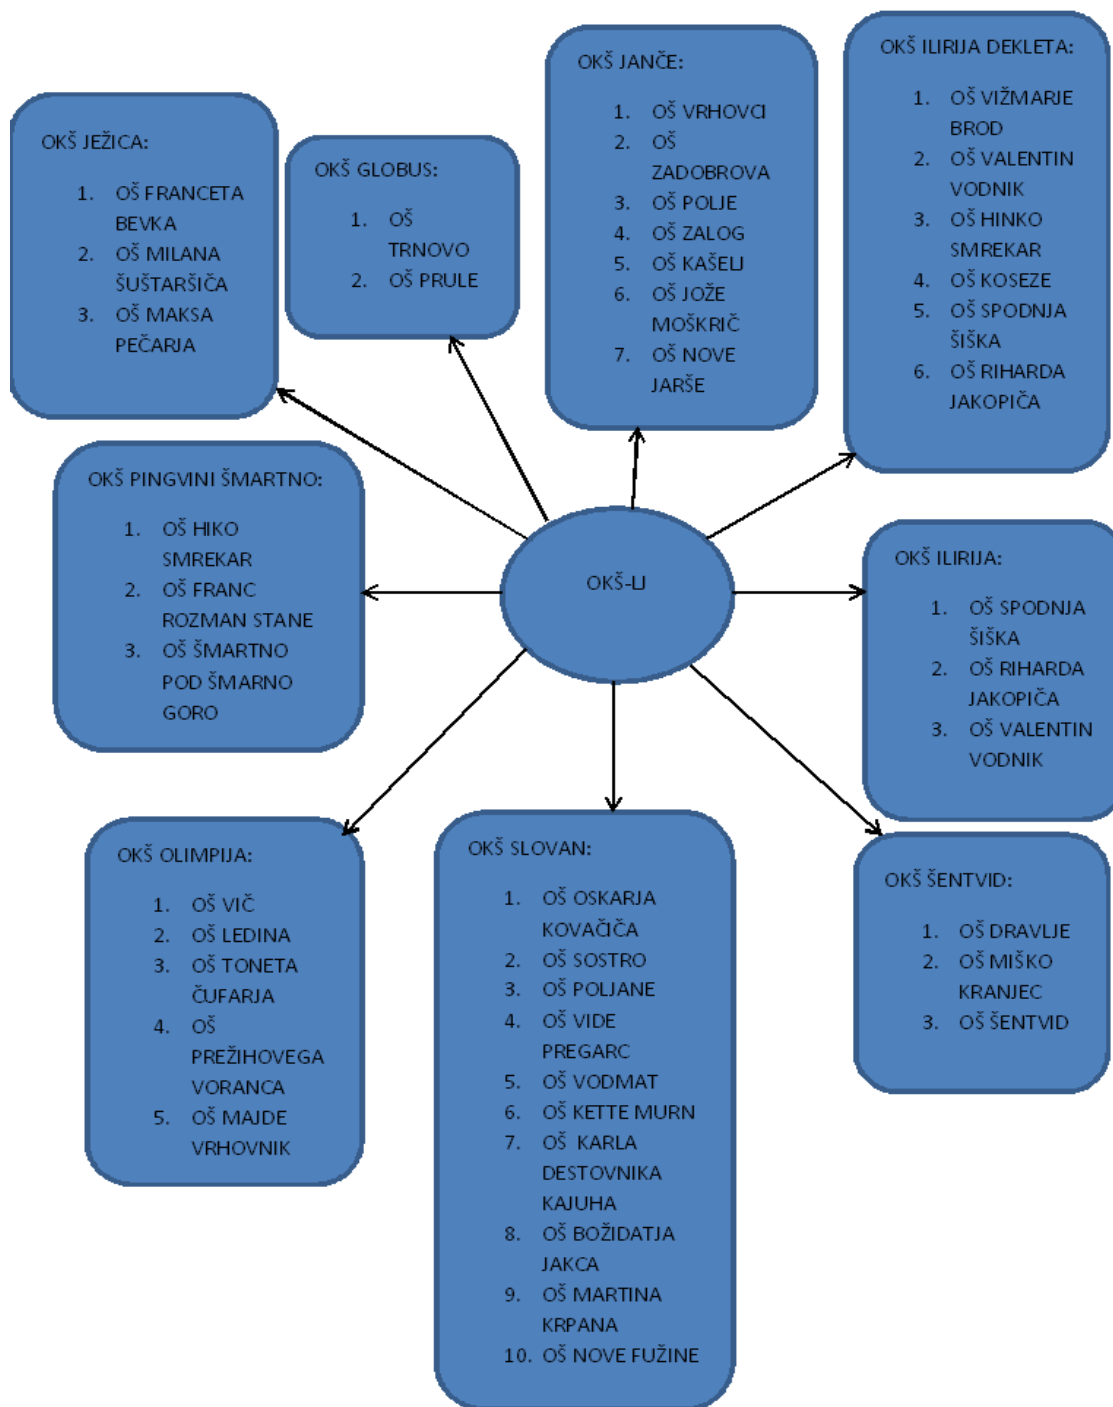 OKŠ JEŽICA:
1. OŠ FRANCETA
BEVKA
2. OŠ MILANA
ŠUŠTARŠIČA
3. OŠ MAKSA
PEČARJA
OKŠ GLOBUS:
1. OŠ
TRNOVO
2. OŠ PRULE
OKŠ JANČE:
1. OŠ VRHOVCI
2. OŠ
ZADOBROVA
3. OŠ POLJE
4. OŠ ZALOG
5. OŠ KAŠELJ
6. OŠ JOŽE
MOŠKRIČ
7. OŠ NOVE
JARŠE
OKŠ ILIRIJA DEKLETA:
1. OŠ VIŽMARJE
BROD
2. OŠ VALENTIN
VODNIK
3. OŠ HINKO
SMREKAR
4. OŠ KOSEZE
5. OŠ SPODNJA
ŠIŠKA
6. OŠ RIHARDA
JAKOPIČA
OKŠ PINGVINI ŠMARTNO:
1. OŠ HIKO
SMREKAR
2. OŠ FRANC
ROZMAN STANE
3. OŠ ŠMARTNO
POD ŠMARNO
GORO
OKŠ-LJ
OKŠ ILIRIJA:
1. OŠ SPODNJA
ŠIŠKA
2. OŠ RIHARDA
JAKOPIČA
3. OŠ VALENTIN
VODNIK
OKŠ OLIMPIJA:
1. OŠ VIČ
2. OŠ LEDINA
3. OŠ TONETA
ČUFARJA
4. OŠ
PREŽIHOVEGA
VORANCA
5. OŠ MAJDE
VRHOVNIK
OKŠ SLOVAN:
1. OŠ OSKARJA
KOVAČIČA
2. OŠ SOSTRO
3. OŠ POLJANE
4. OŠ VIDE
PREGARC
5. OŠ VODMAT
6. OŠ KETTE MURN
7. OŠ KARLA
DESTOVNIKA
KAJUHA
8. OŠ BOŽIDATJA
JAKCA
9. OŠ MARTINA
KRPANA
10. OŠ NOVE FUŽINE
OKŠ ŠENTVID:
1. OŠ DRAVLJE
2. OŠ MIŠKO
KRANJEC
3. OŠ ŠENTVID